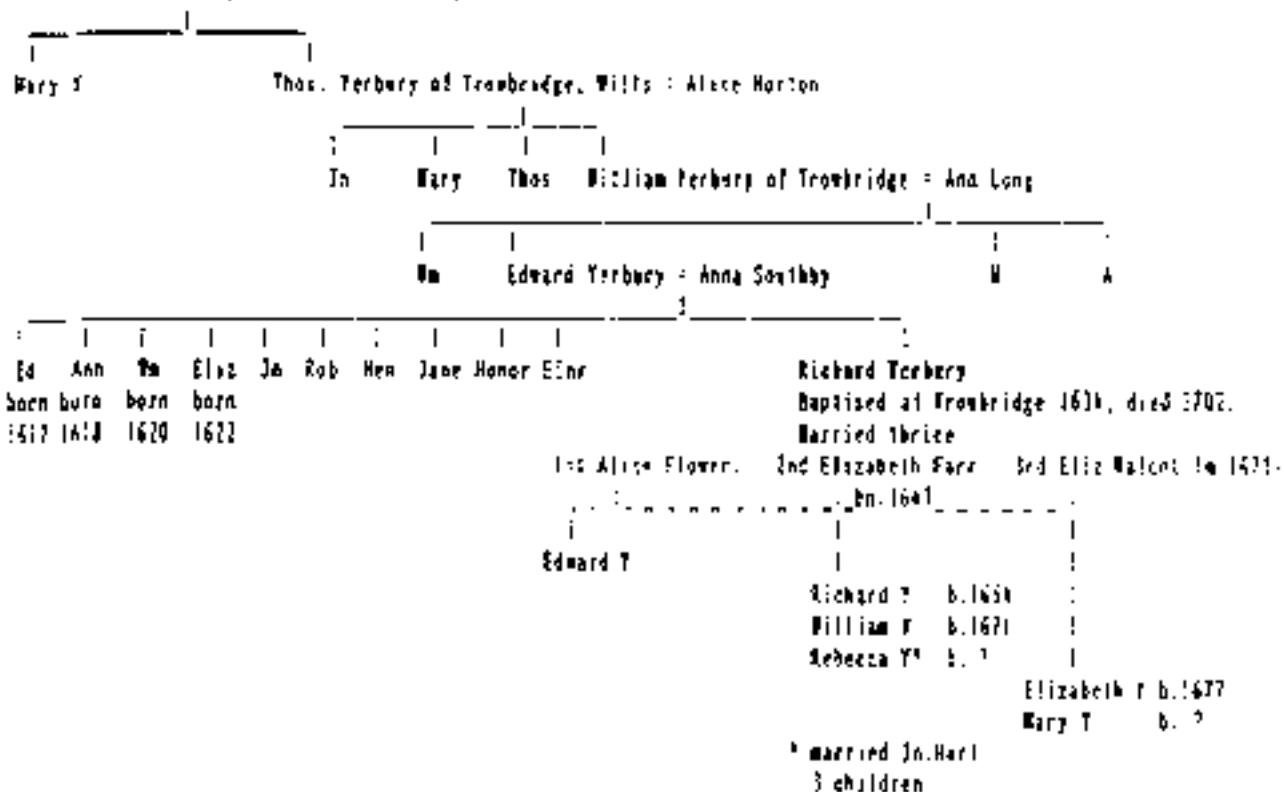 Mary Y
Thos. Yerbury of Trowbridge, Wilts = Alece Horton
Jn Mary Thos William Yerbury of Trowbridge = Ann Long
Wm Edward Yerbury = Anna Southby M A
Ed Ann Wm Eliz Jn Rob Hen Jane Honor Elnr
born born born born
1617 1618 1620 1622
Richard Yerbury
Baptised at Trowbridge died 1702.
Married thrice
1st Alice Flower. 2nd Elizabeth Farr 3rd Eliz Walcot
Edward Y
Richard Y
William Y b.1671
Rebecca Y* b. ?
Elizabeth Y b.1677
Mary Y b. ?
* married Jn.Hart
3 children